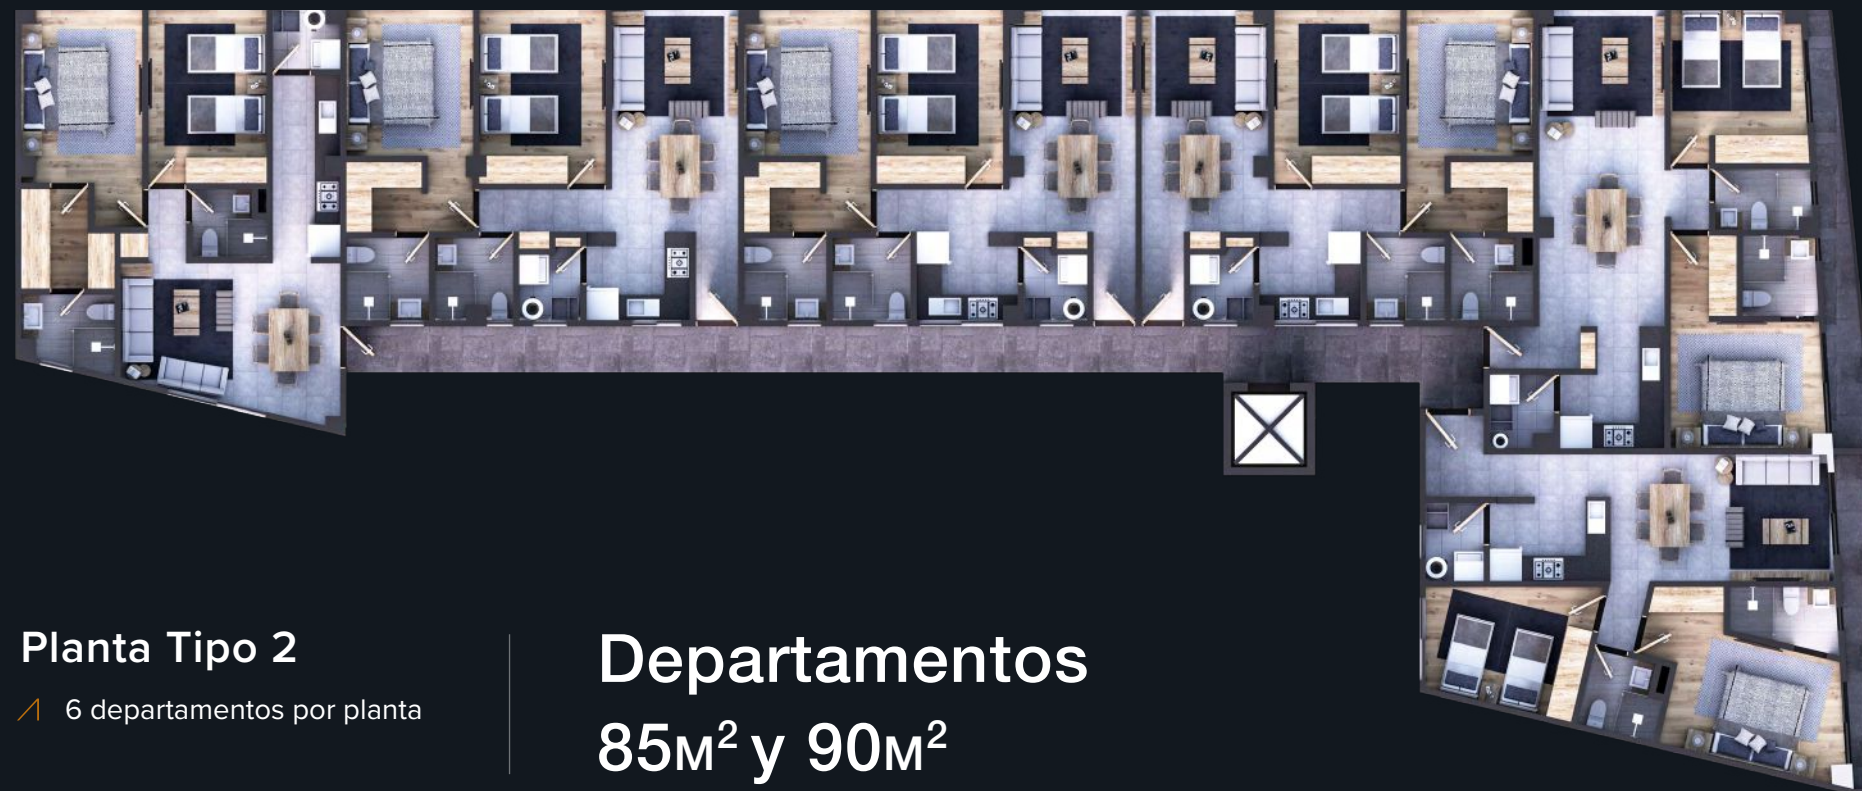 Planta Tipo 2
6 departamentos por planta
Departamentos
85M² y 90M²